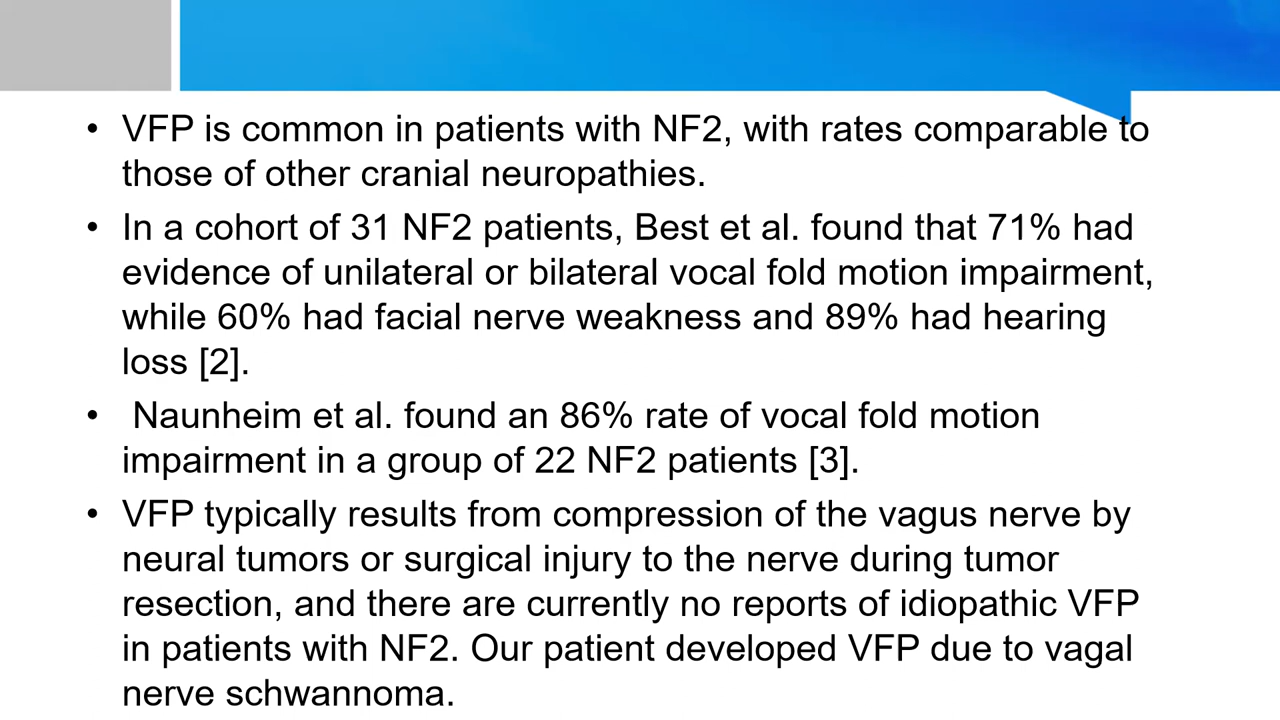 • VFP is common in patients with NF2, with rates comparable to
those of other cranial neuropathies.
• In a cohort of 31 NF2 patients, Best et al. found that 71% had
evidence of unilateral or bilateral vocal fold motion impairment,
while 60% had facial nerve weakness and 89% had hearing
loss [2].
• Naunheim et al. found an 86% rate of vocal fold motion
impairment in a group of 22 NF2 patients [3].
• VFP typically results from compression of the vagus nerve by
neural tumors or surgical injury to the nerve during tumor
resection, and there are currently no reports of idiopathic VFP
in patients with NF2. Our patient developed VFP due to vagal
nerve schwannoma.